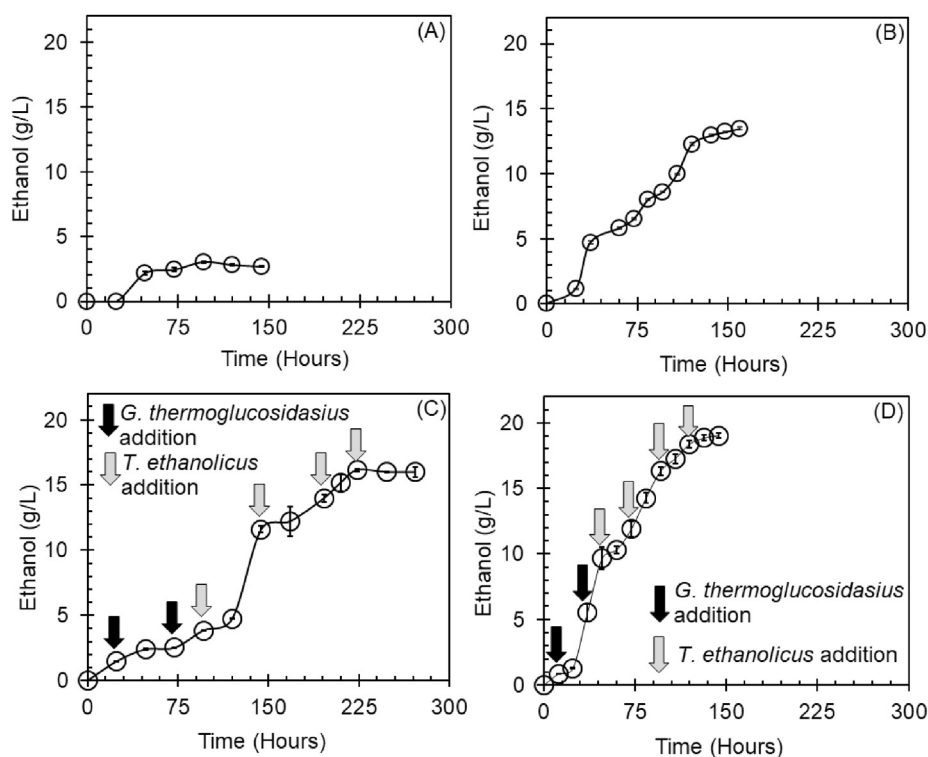 (A)
20
15
10
5
0
Ethanol (g/L)
0 75 150 225 300
Time (Hours)
(B)
20
15
10
5
0
Ethanol (g/L)
0 75 150 225 300
Time (Hours)
(C)
G. thermoglucosidasius
addition
T. ethanolicus
addition
20
15
10
5
0
Ethanol (g/L)
0 75 150 225 300
Time (Hours)
(D)
20
15
10
5
0
Ethanol (g/L)
G. thermoglucosidasius
addition
T. ethanolicus addition
0 75 150 225 300
Time (Hours)